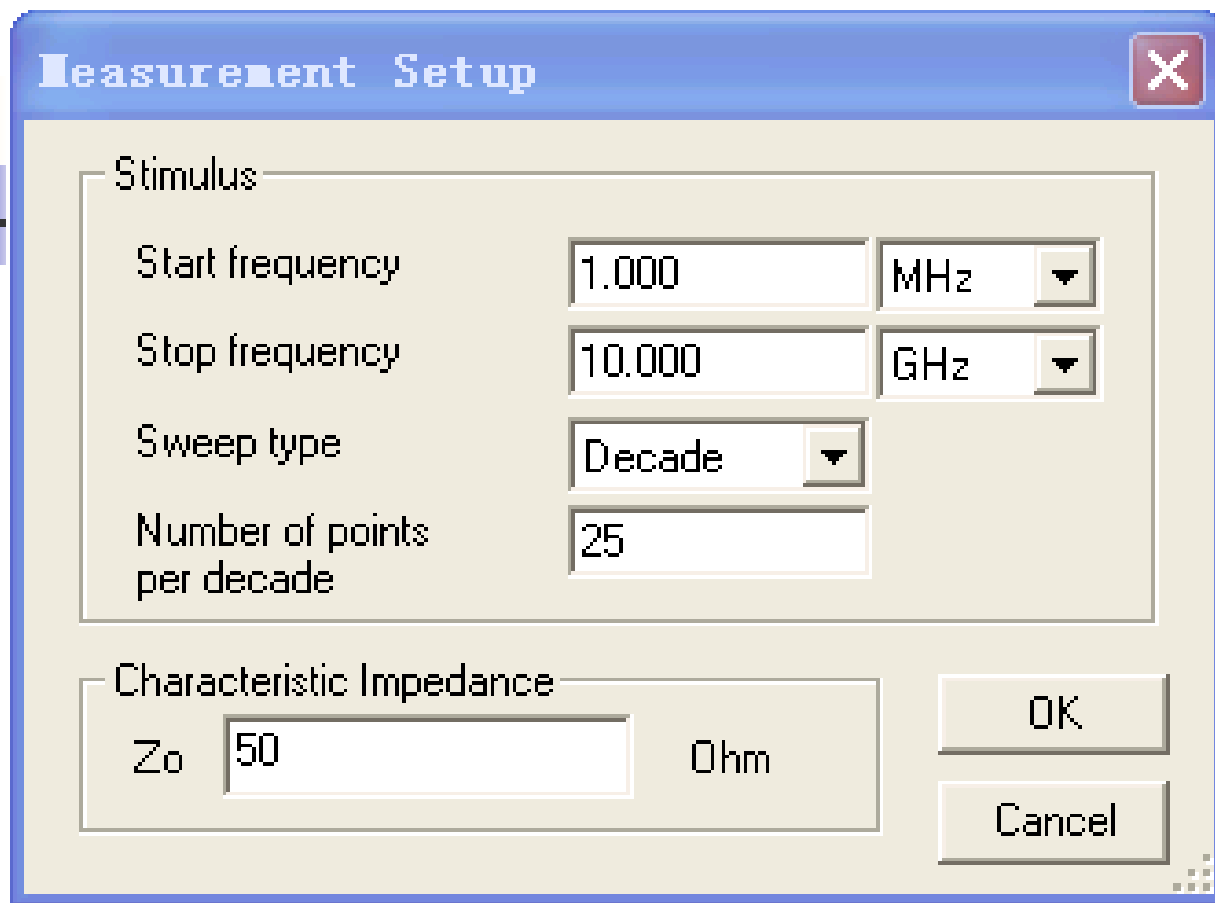 Measurement Setup
Stimulus
Start frequency 1.000 MHz
Stop frequency 10.000 GHz
Sweep type Decade
Number of points 25
per decade
Characteristic Impedance
Zo 50 Ohm
OK
Cancel